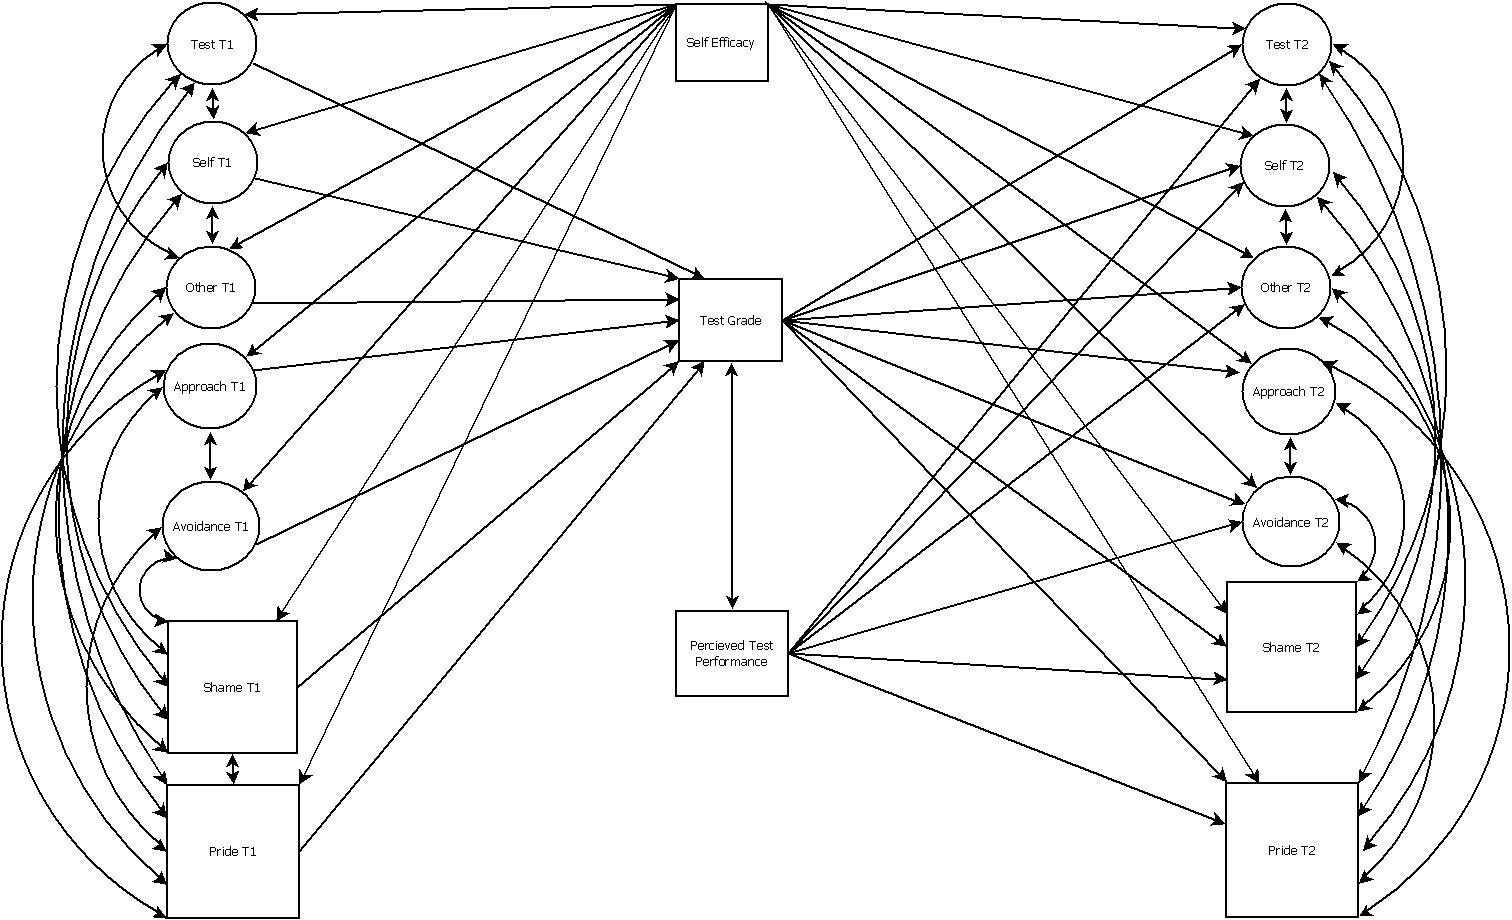 Test T1
Self Efficacy
Test T2
Self T1
Self T2
Other T1
Other T2
Test Grade
Approach T1
Approach T2
Avoidance T1
Avoidance T2
Percieved Test
Performance
Shame T1
Shame T2
Pride T1
Pride T2